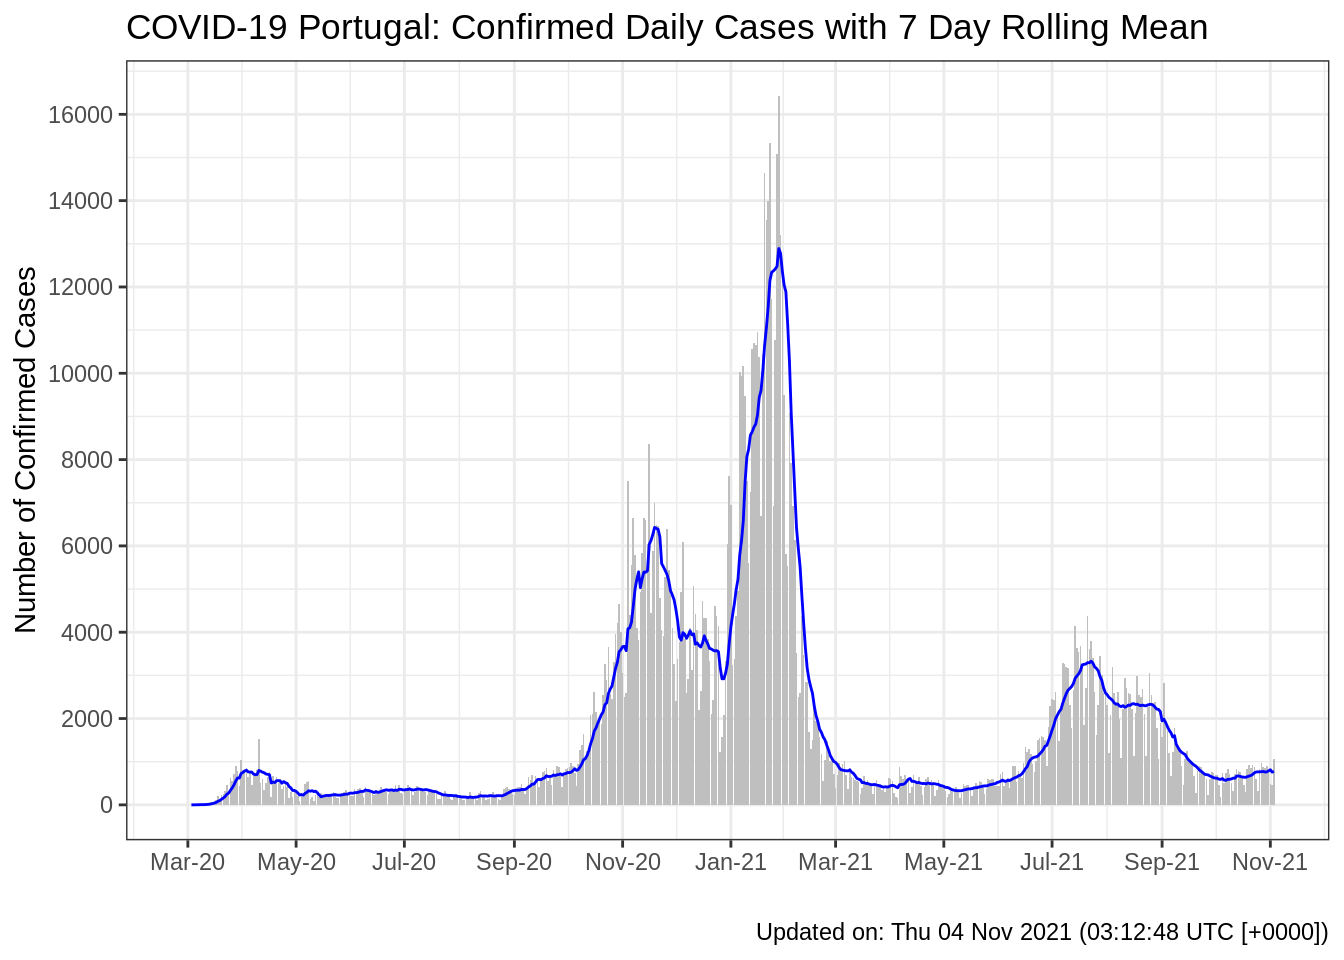 COVID-19 Portugal: Confirmed Daily Cases with 7 Day Rolling Mean
Number of Confirmed Cases
16000
14000
12000
10000
8000
6000
4000
2000
0
Mar-20 May-20 Jul-20 Sep-20 Nov-20 Jan-21 Mar-21 May-21 Jul-21 Sep-21 Nov-21
Updated on: Thu 04 Nov 2021 (03:12:48 UTC [+0000])